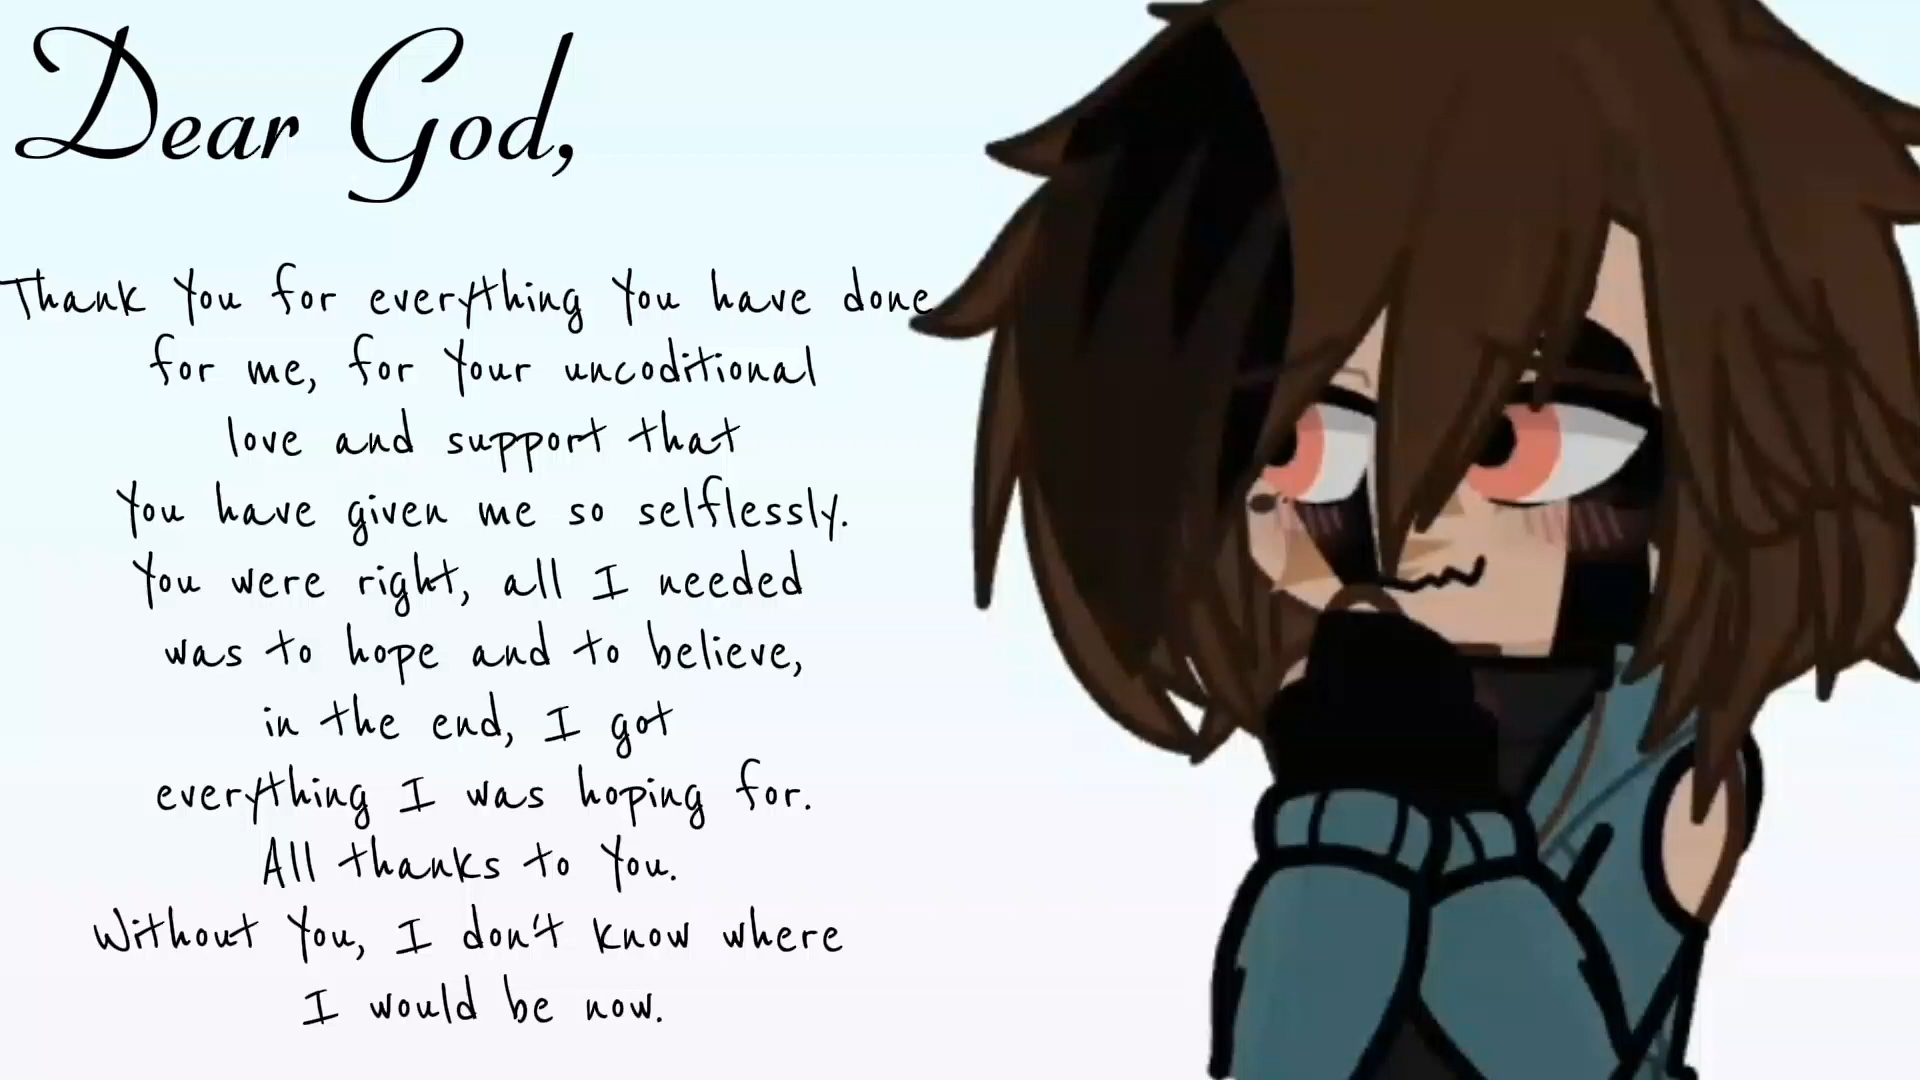 Dear God,
Thank You for everything You have done
for me, for Your uncoditional
love and support that
You have given me so selflessly.
You were right, all I needed
was to hope and to believe,
in the end, I got
everything I was hoping for.
All thanks to You.
Without You, I don't know where
I would be now.